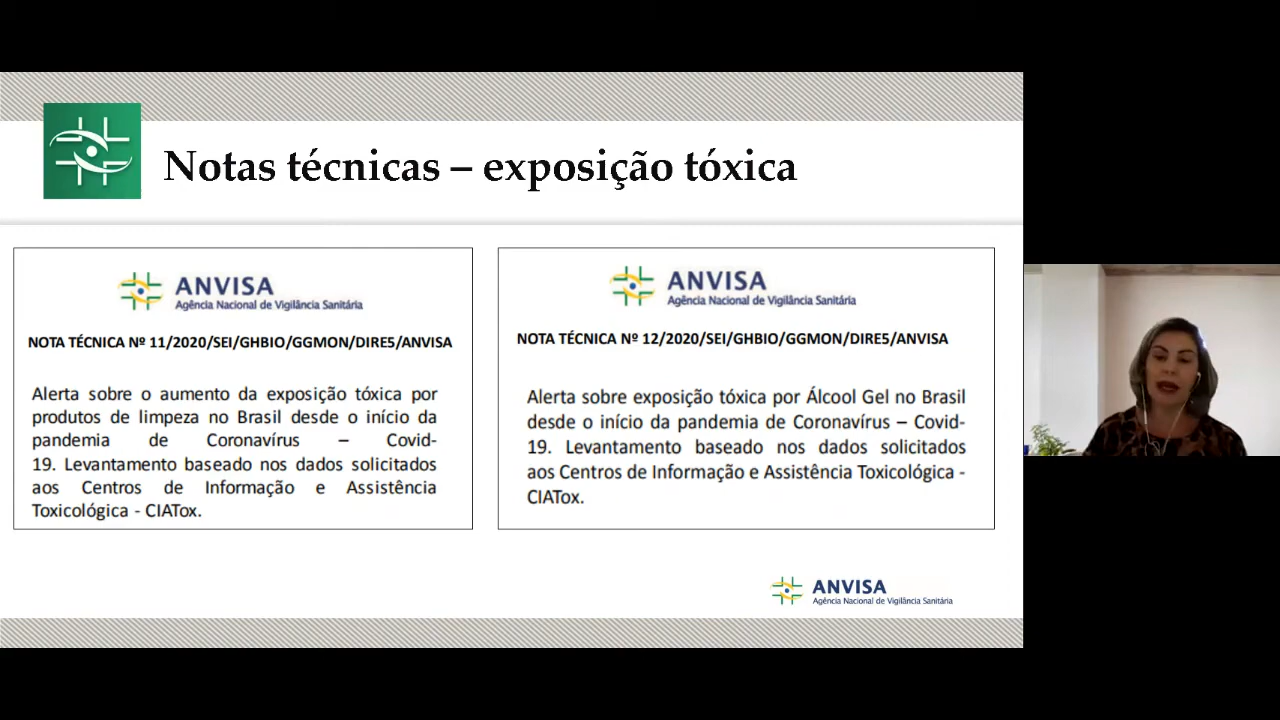 Notas técnicas – exposição tóxica
ANVISA
Agência Nacional de Vigilância Sanitária
NOTA TÉCNICA Nº 11/2020/SEI/GHBIO/GGMON/DIRE5/ANVISA
Alerta sobre o aumento da exposição tóxica por
produtos de limpeza no Brasil desde o início da
pandemia de Coronavírus – Covid-
19. Levantamento baseado nos dados solicitados
aos Centros de Informação e Assistência
Toxicológica - CIATox.
ANVISA
Agência Nacional de Vigilância Sanitária
NOTA TÉCNICA Nº 12/2020/SEI/GHBIO/GGMON/DIRE5/ANVISA
Alerta sobre exposição tóxica por Álcool Gel no Brasil
desde o início da pandemia de Coronavírus – Covid-
19. Levantamento baseado nos dados solicitados
aos Centros de Informação e Assistência Toxicológica -
CIATox.
ANVISA
Agência Nacional de Vigilância Sanitária